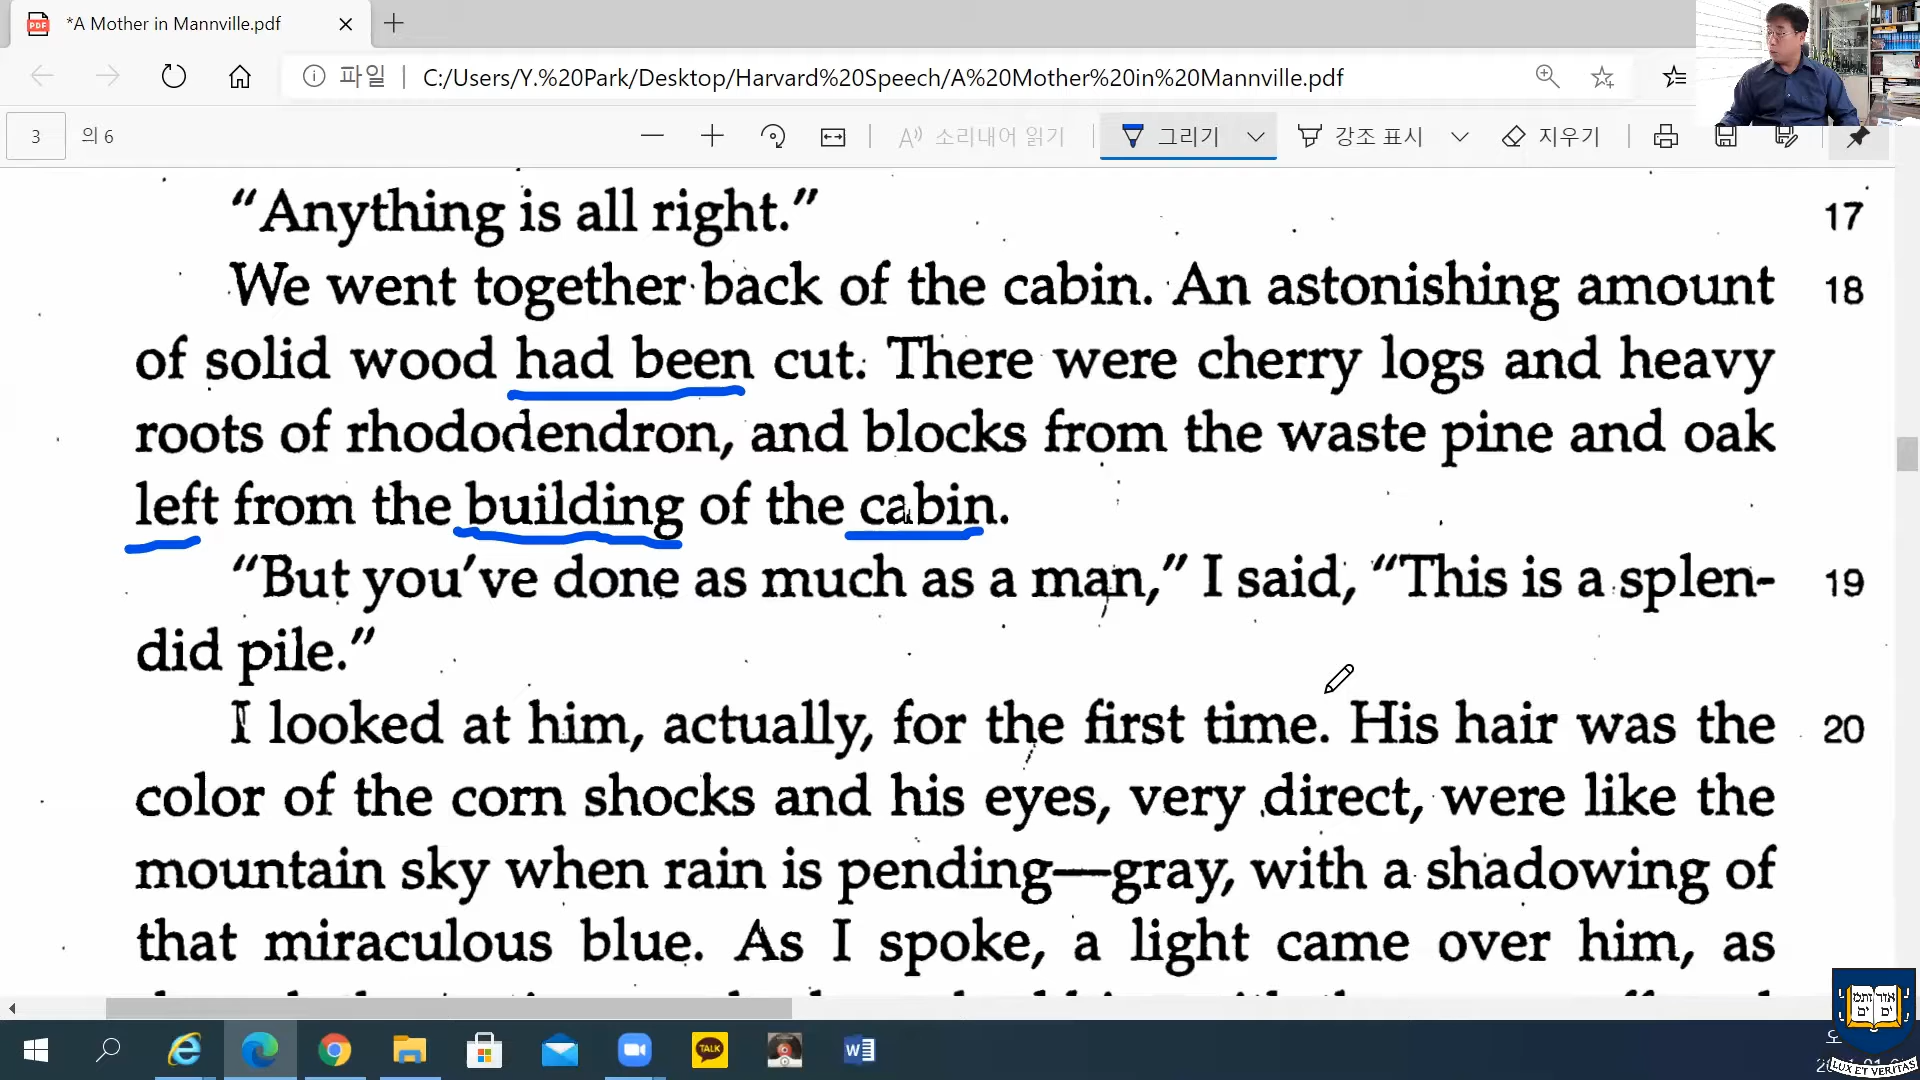 *A Mother in Mannville.pdf
파일
C:/Users/Y.%20Park/Desktop/Harvard%20Speech/A%20Mother%20in%20Mannville.pdf
3 의 6 소리내어 읽기 그리기 강조 표시 지우기
“Anything is all right.” 17
We went together back of the cabin. An astonishing amount 18
of solid wood had been cut. There were cherry logs and heavy
roots of rhododendron, and blocks from the waste pine and oak
left from the building of the cabin.
“But you’ve done as much as a man,” I said, “This is a splen- 19
did pile.”
I looked at him, actually, for the first time. His hair was the 20
color of the corn shocks and his eyes, very direct, were like the
mountain sky when rain is pending—gray, with a shadowing of
that miraculous blue. As I spoke, a light came over him, as
TALK
LUX ET VERITAS